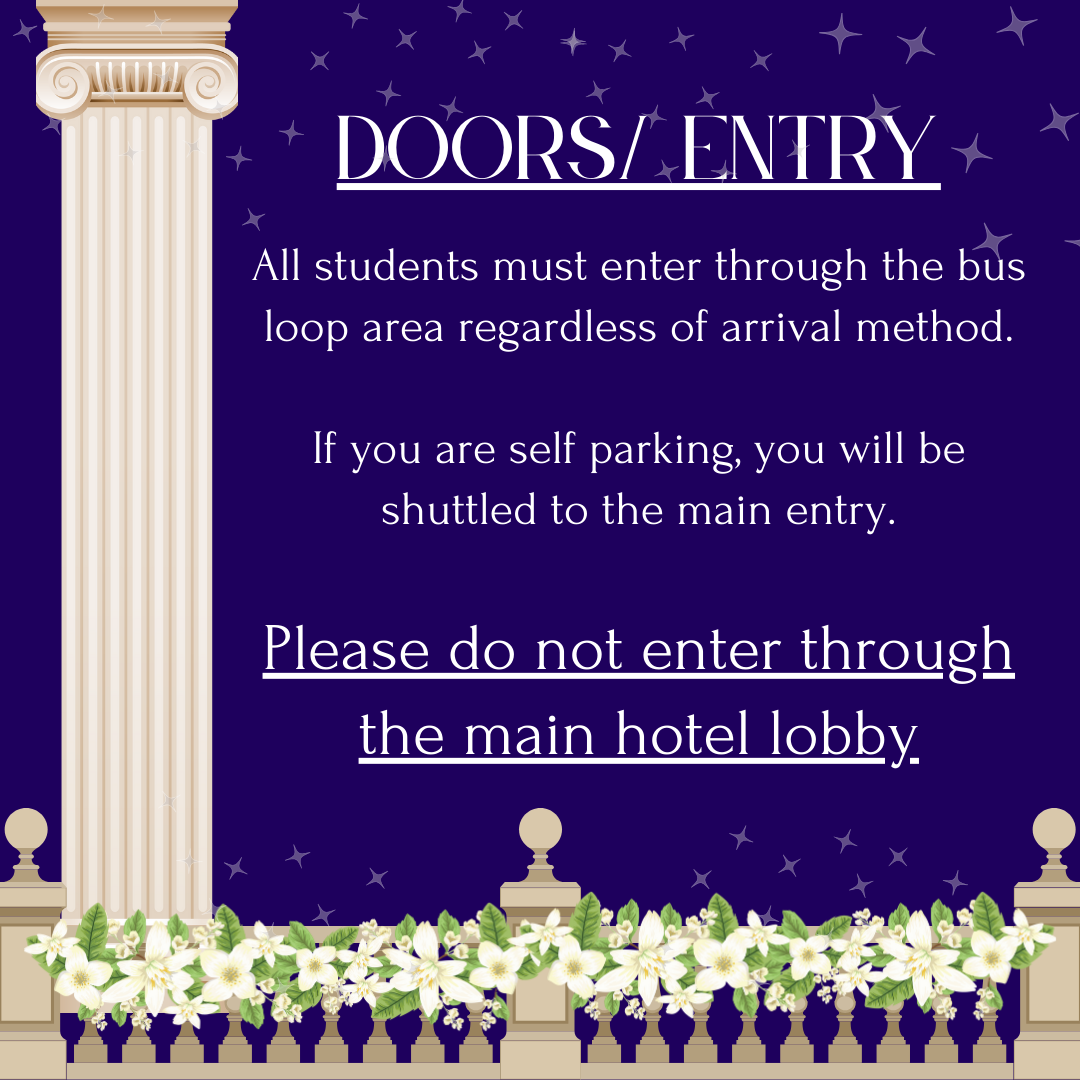 DOORS/ ENTRY
All students must enter through the bus
loop area regardless of arrival method.
If you are self parking, you will be
shuttled to the main entry.
Please do not enter through
the main hotel lobby